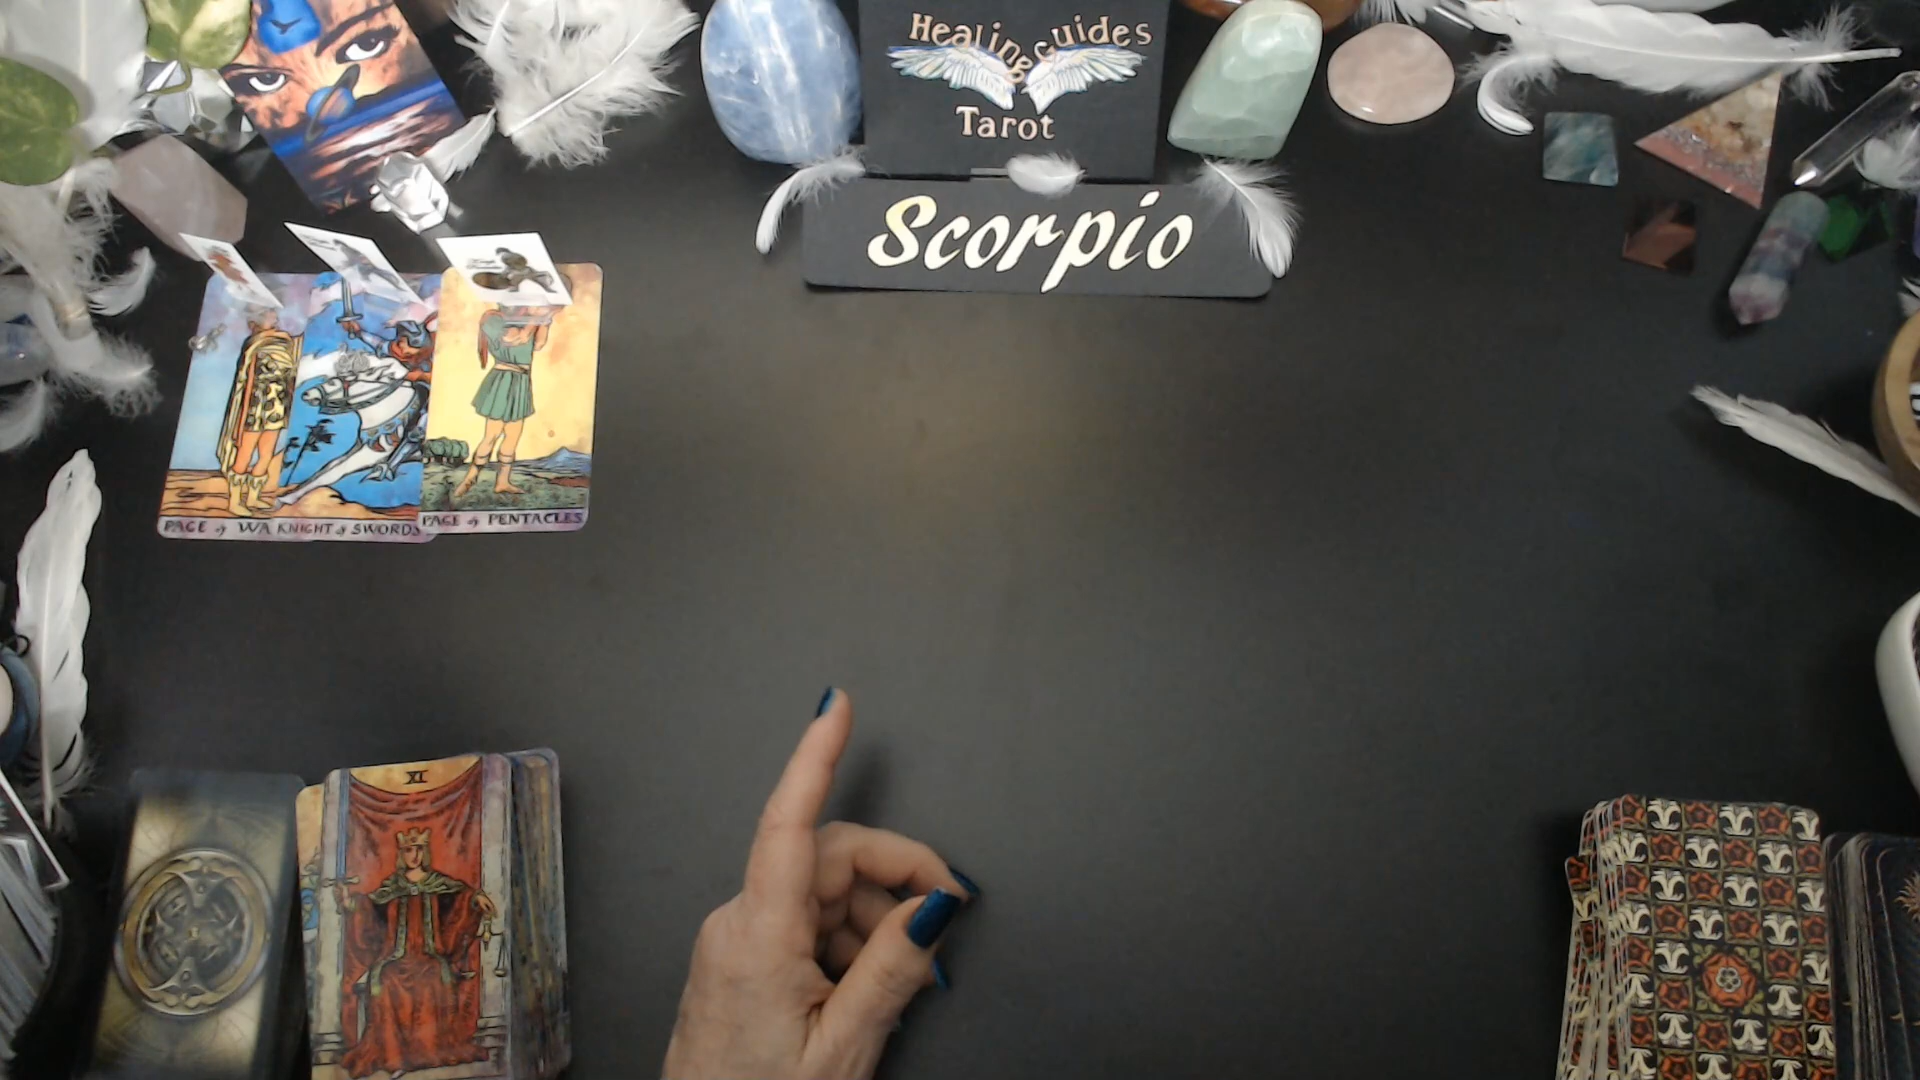 Healing Guides
Tarot
Scorpio
PAGE of WA
KNIGHT of SWORDS
PAGE of PENTACLES
XI